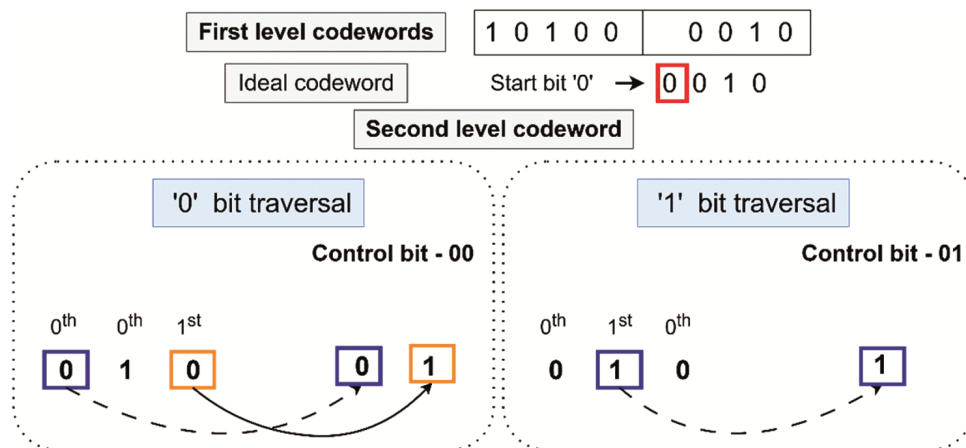 First level codewords 1 0 1 0 0 0 0 1 0
Ideal codeword Start bit '0' → 0 0 1 0
Second level codeword
'0' bit traversal '1' bit traversal
Control bit - 00 Control bit - 01
0th 0th 1st 0th 1st 0th
0 1 0 0 1 0 1 0 1